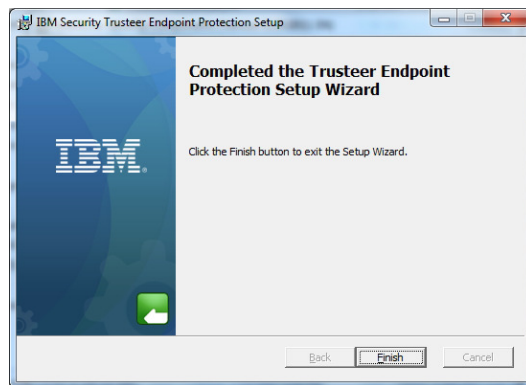 IBM Security Trusteer Endpoint Protection Setup
Completed the Trusteer Endpoint
Protection Setup Wizard
IBM.
Click the Finish button to exit the Setup Wizard.
Back Finish Cancel